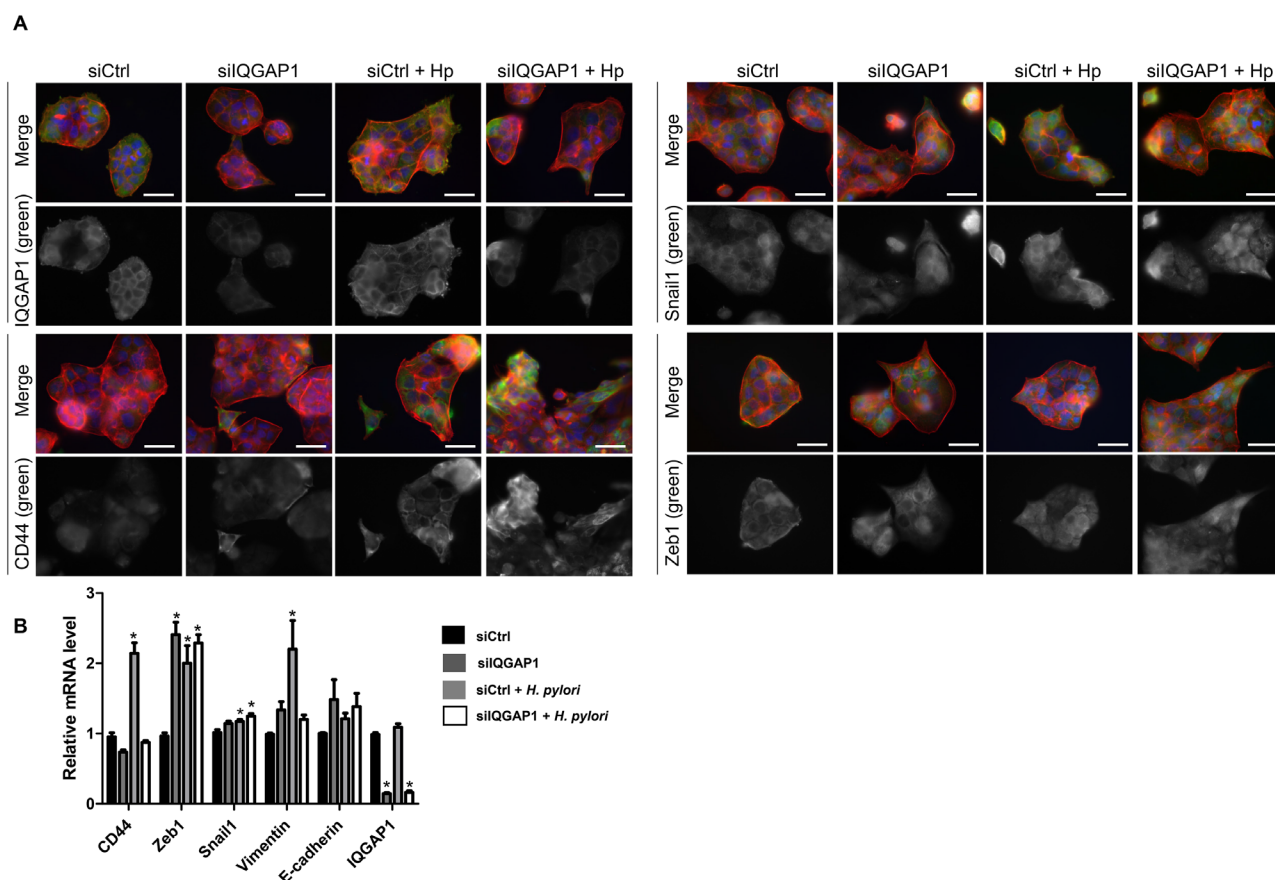 A
siCtrl siIQGAP1 siCtrl + Hp siIQGAP1 + Hp siCtrl siIQGAP1 siCtrl + Hp siIQGAP1 + Hp
Merge
IQGAP1 (green)
Merge
CD44 (green)
Merge
Snail1 (green)
Merge
Zeb1 (green)
B
Relative mRNA level
3
2
1
0
* * * * * * * * *
CD44 Zeb1 Snail1 Vimentin E-cadherin IQGAP1
siCtrl
siIQGAP1
siCtrl + H. pylori
siIQGAP1 + H. pylori